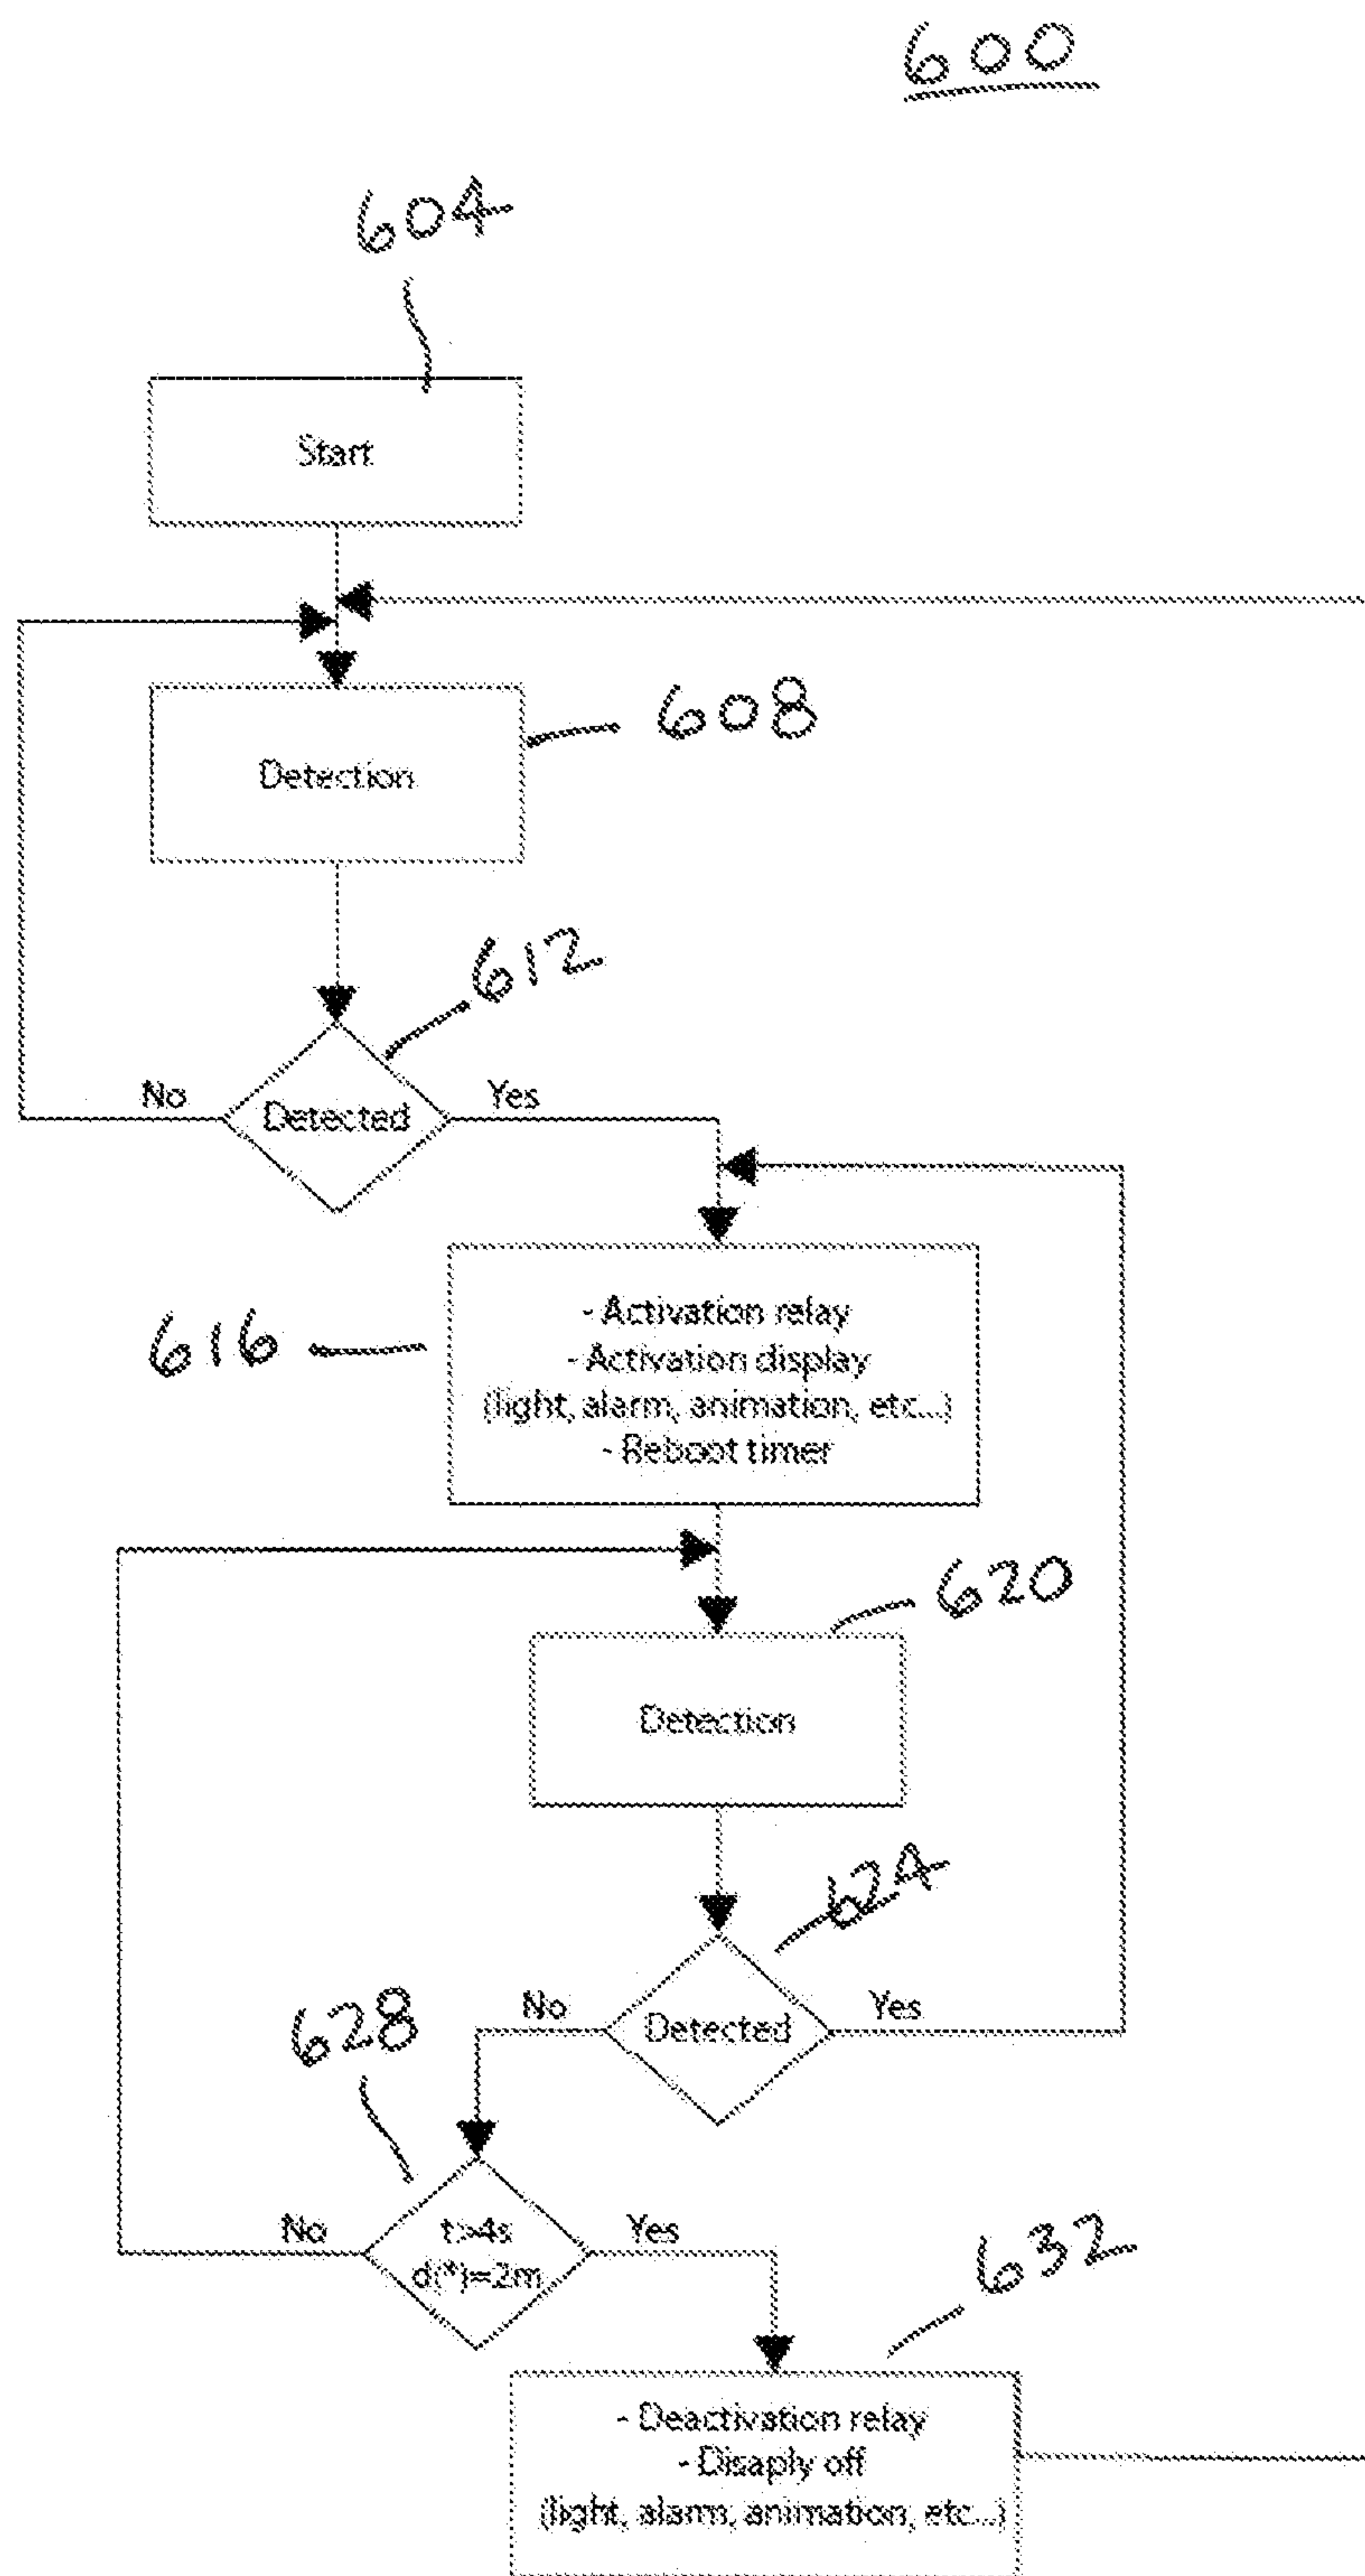 600
604
Start
Detection
608
612
No
Detected
Yes
616
- Activation relay
- Activation display
(light, alarm, animation, etc...)
- Reboot timer
620
Detection
624
No
Detected
Yes
628
No
t>4s
d(*)=2m
Yes
632
- Deactivation relay
- Disaply off
(light, alarm, animation, etc...)